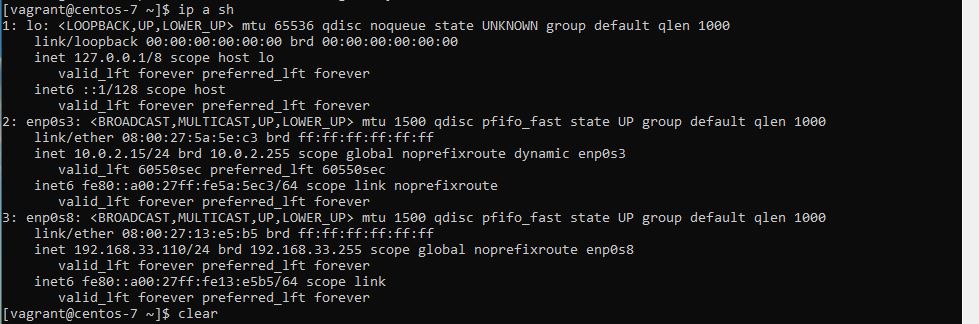 [vagrant@centos-7 ~]$ ip a sh
1: lo: <LOOPBACK,UP,LOWER_UP> mtu 65536 qdisc noqueue state UNKNOWN group default qlen 1000
    link/loopback 00:00:00:00:00:00 brd 00:00:00:00:00:00
    inet 127.0.0.1/8 scope host lo
       valid_lft forever preferred_lft forever
    inet6 ::1/128 scope host
       valid_lft forever preferred_lft forever
2: enp0s3: <BROADCAST,MULTICAST,UP,LOWER_UP> mtu 1500 qdisc pfifo_fast state UP group default qlen 1000
    link/ether 08:00:27:5a:5e:c3 brd ff:ff:ff:ff:ff:ff
    inet 10.0.2.15/24 brd 10.0.2.255 scope global noprefixroute dynamic enp0s3
       valid_lft 60550sec preferred_lft 60550sec
    inet6 fe80::a00:27ff:fe5a:5ec3/64 scope link noprefixroute
       valid_lft forever preferred_lft forever
3: enp0s8: <BROADCAST,MULTICAST,UP,LOWER_UP> mtu 1500 qdisc pfifo_fast state UP group default qlen 1000
    link/ether 08:00:27:13:e5:b5 brd ff:ff:ff:ff:ff:ff
    inet 192.168.33.110/24 brd 192.168.33.255 scope global noprefixroute enp0s8
       valid_lft forever preferred_lft forever
    inet6 fe80::a00:27ff:fe13:e5b5/64 scope link
       valid_lft forever preferred_lft forever
[vagrant@centos-7 ~]$ clear